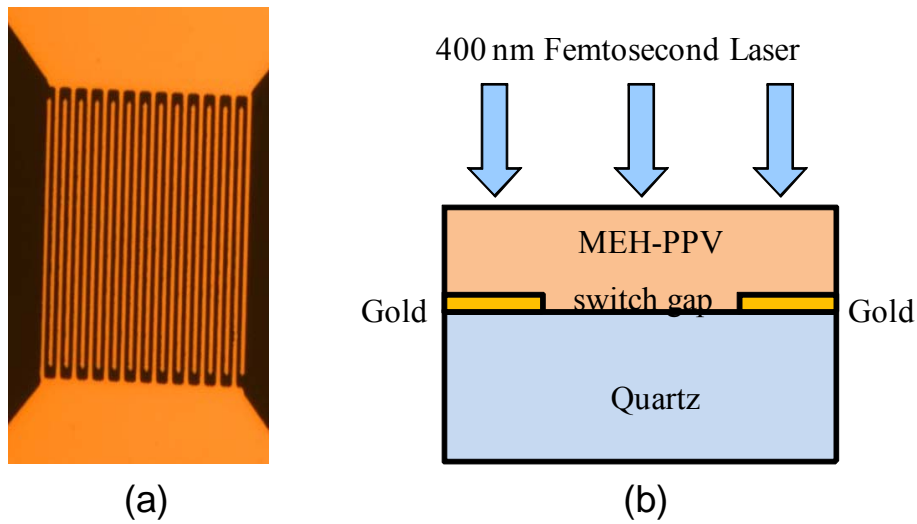 400 nm Femtosecond Laser
MEH-PPV
switch gap
Gold
Gold
Quartz
(a)
(b)